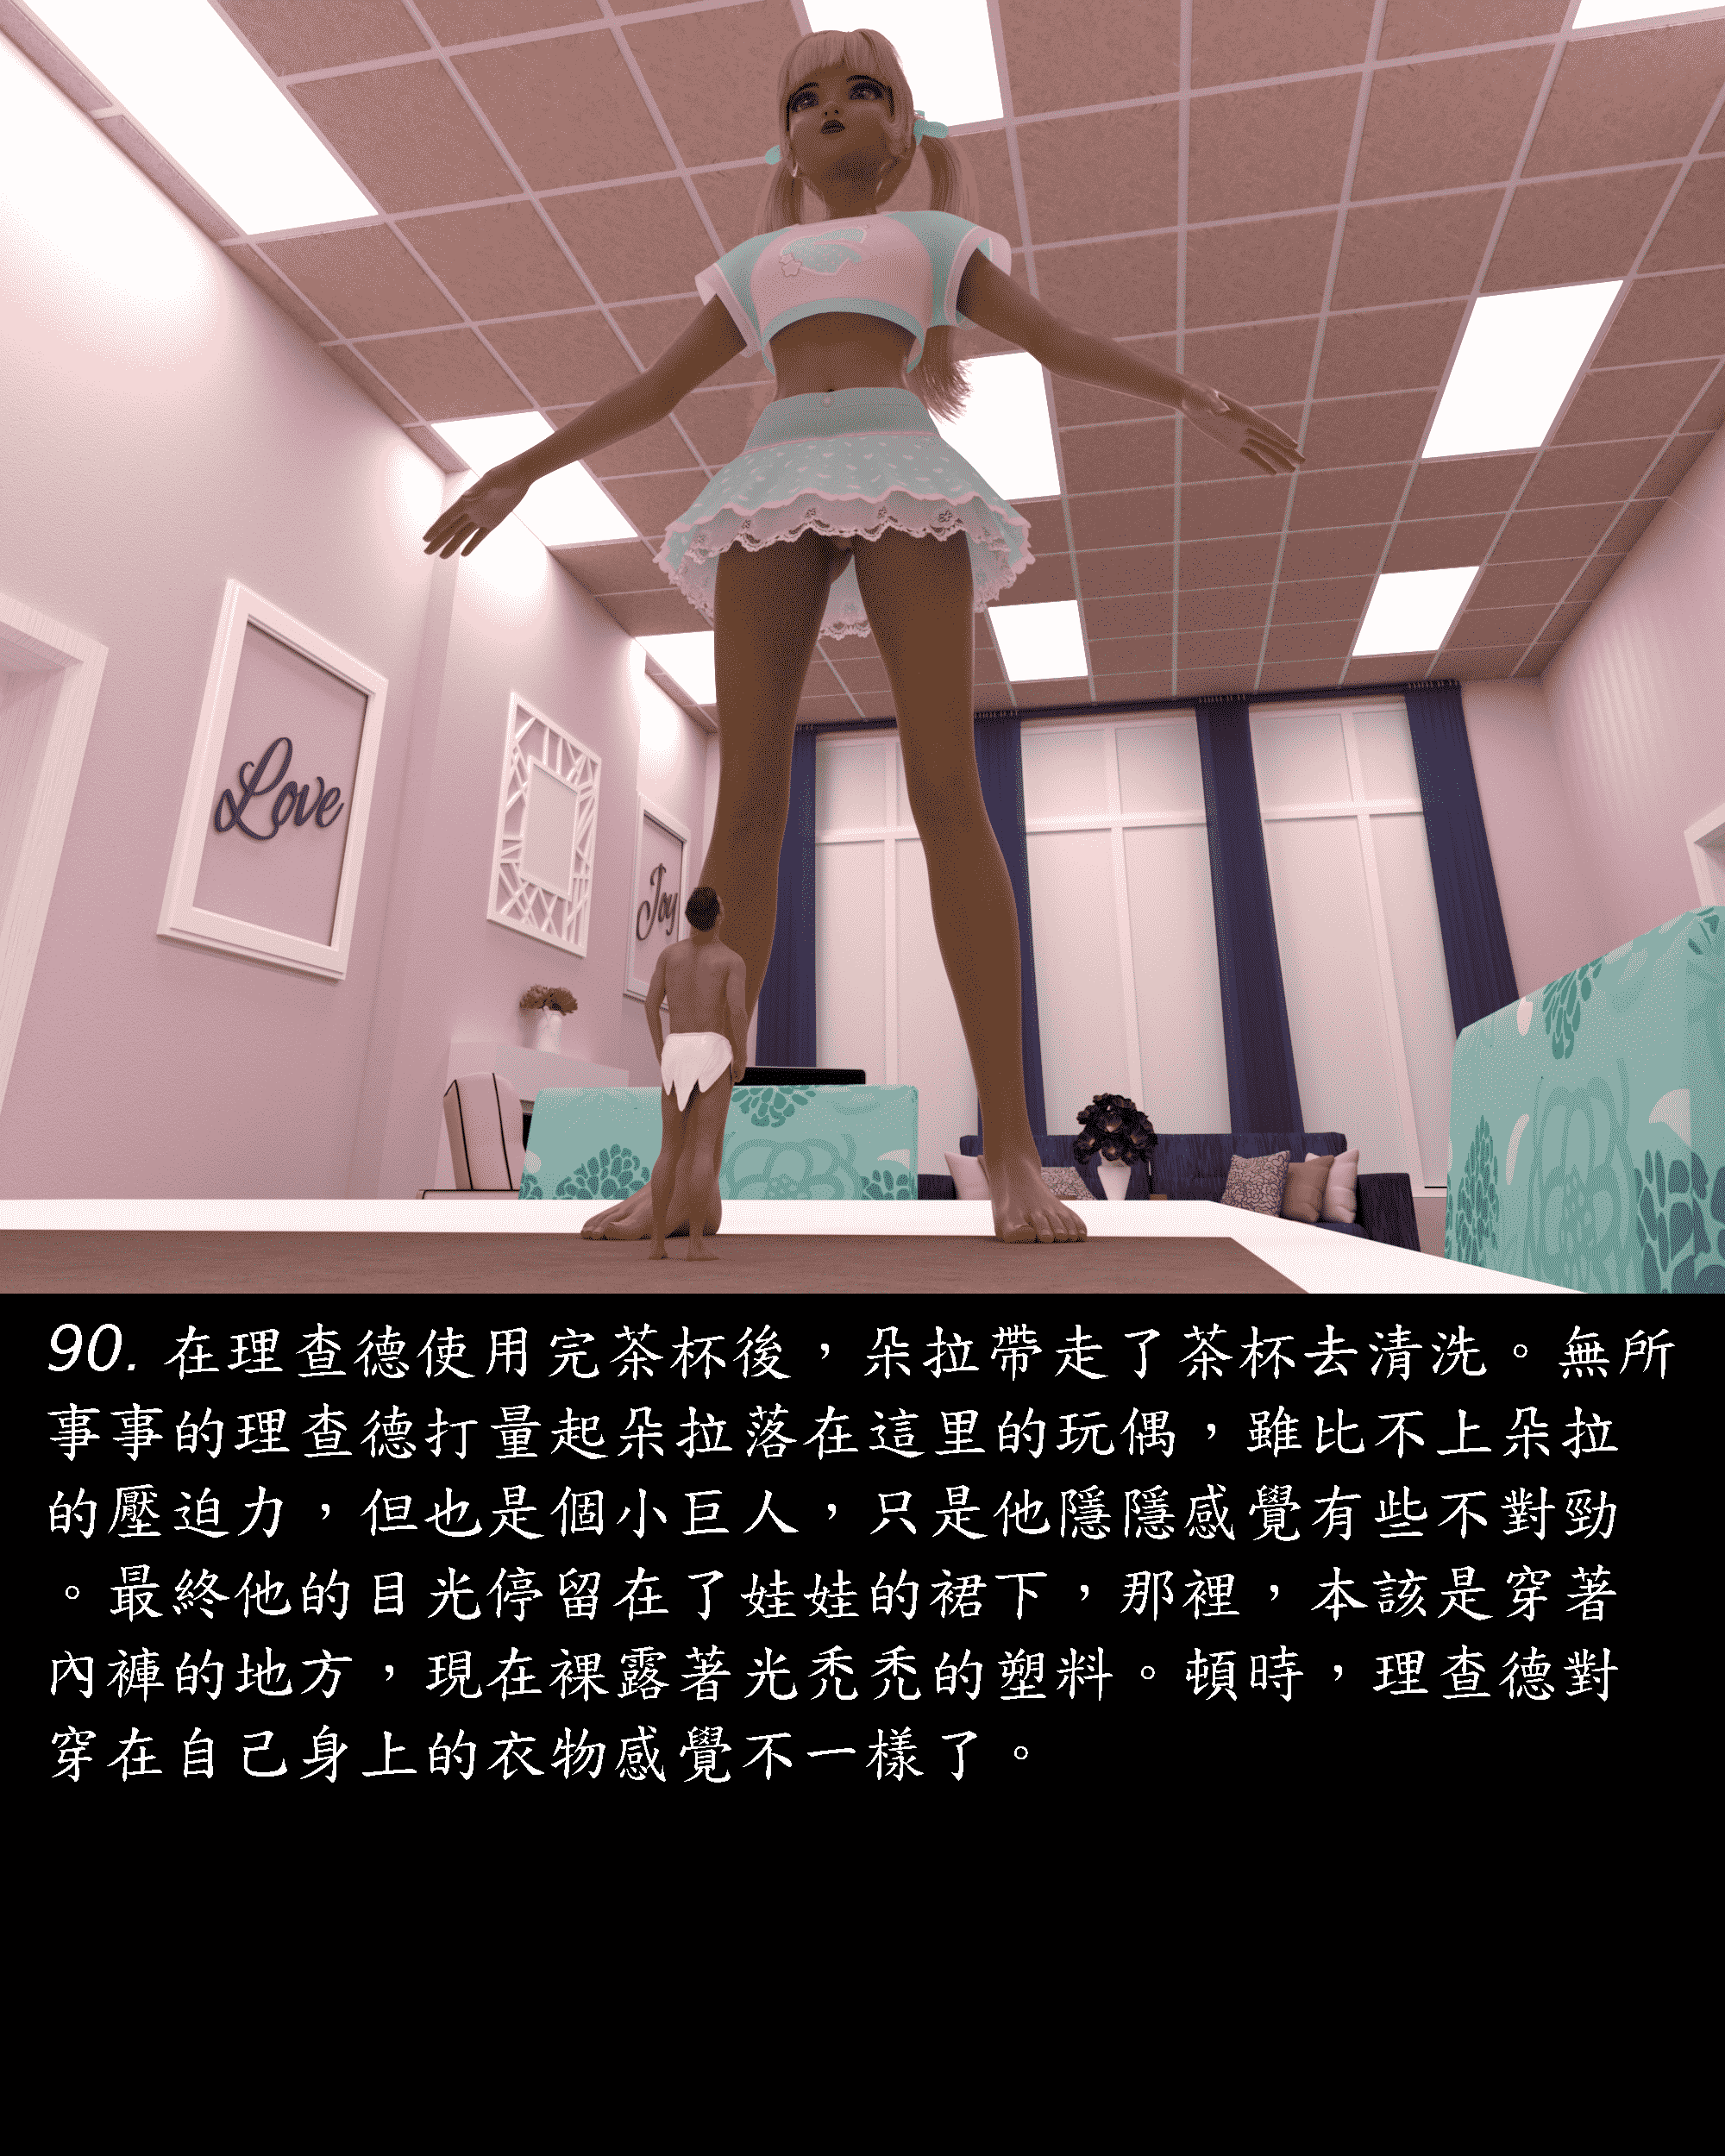 Love
Joy
90. 在理查德使用完茶杯後，朵拉帶走了茶杯去清洗。無所
事事的理查德打量起朵拉落在這里的玩偶，雖比不上朵拉
的壓迫力，但也是個小巨人，只是他隱隱感覺有些不對勁
。最終他的目光停留在了娃娃的裙下，那裡，本該是穿著
內褲的地方，現在裸露著光禿禿的塑料。頓時，理查德對
穿在自己身上的衣物感覺不一樣了。